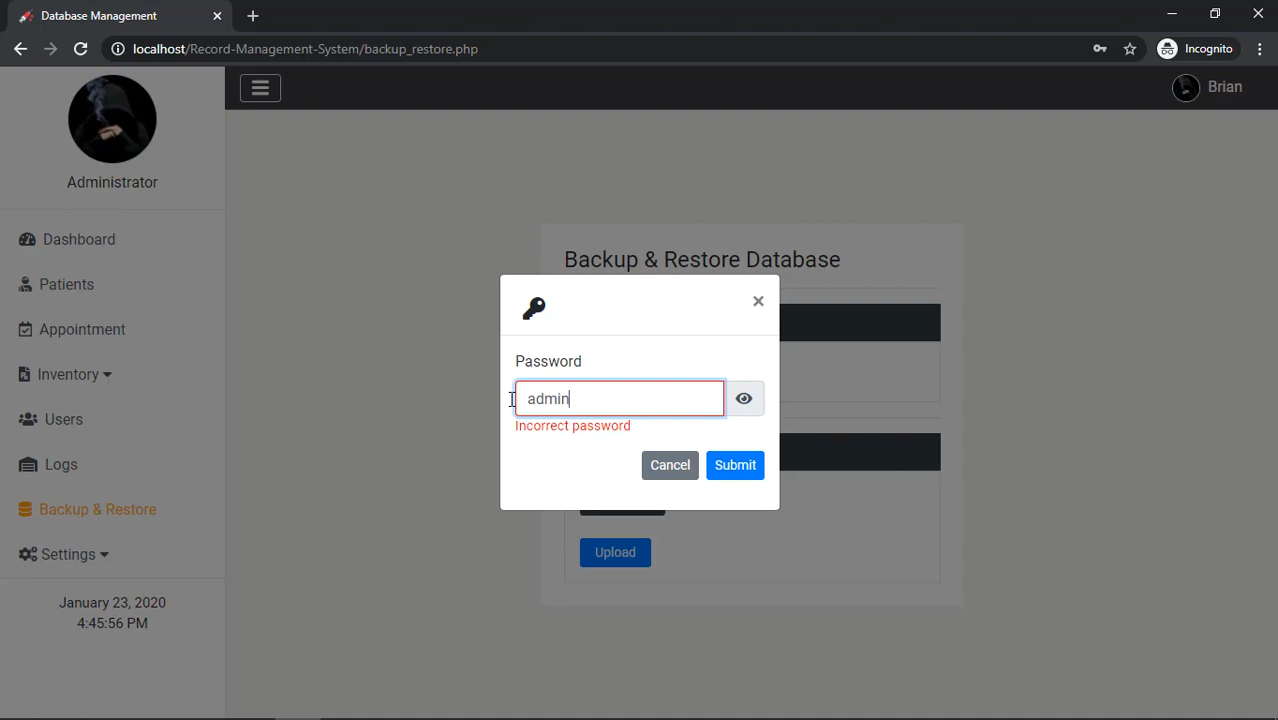 Database Management
localhost/Record-Management-System/backup_restore.php
Incognito
Brian
Administrator
Dashboard
Patients
Appointment
Inventory
Users
Logs
Backup & Restore
Settings
January 23, 2020
4:45:56 PM
Backup & Restore Database
Password
admin
Incorrect password
Cancel Submit
Upload